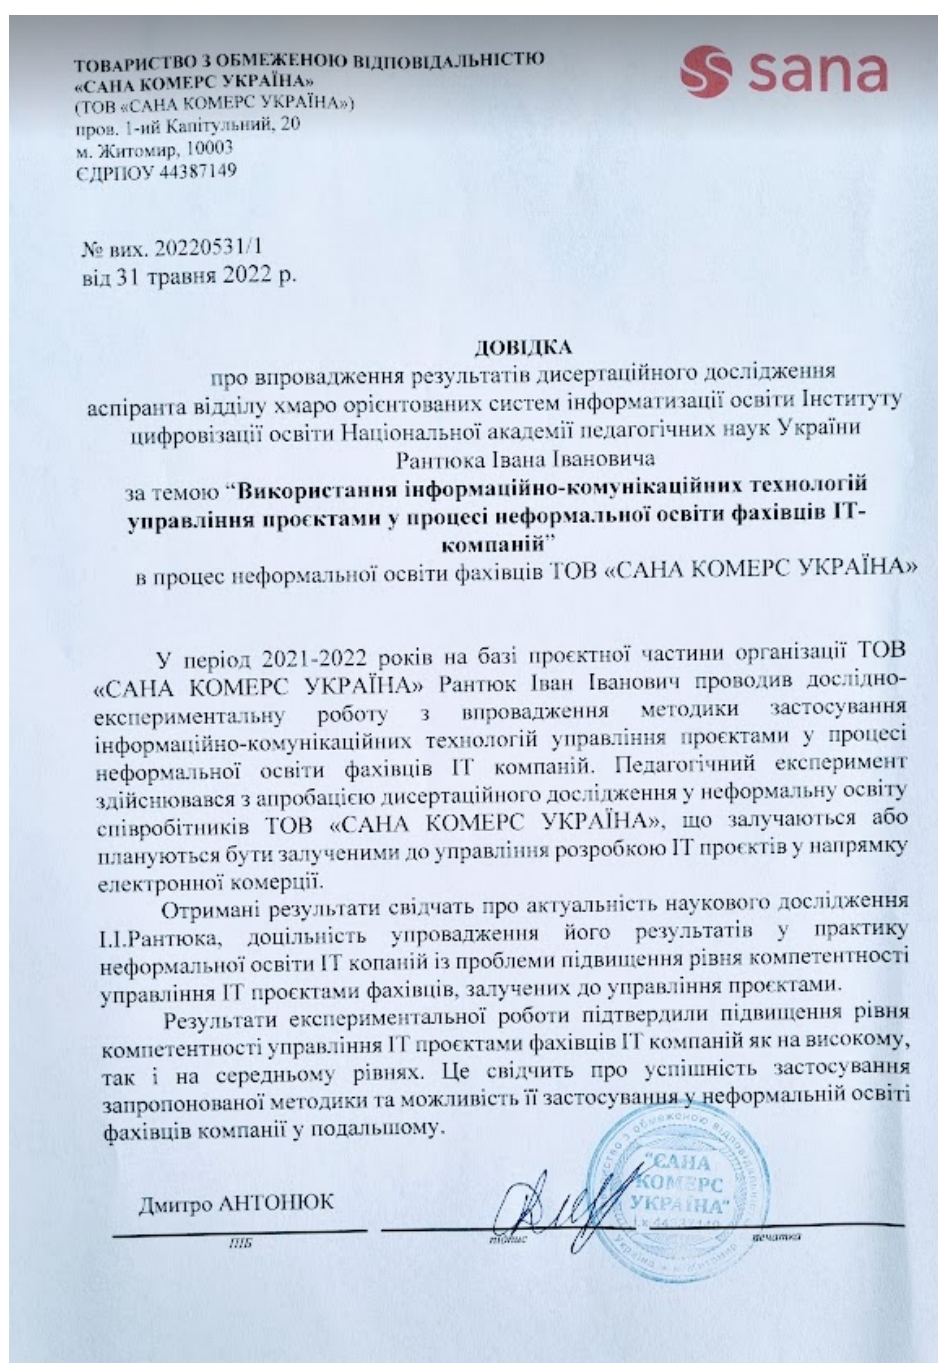 ТОВАРИСТВО З ОБМЕЖЕНОЮ ВІДПОВІДАЛЬНІСТЮ
«САНА КОМЕРС УКРАЇНА»
(ТОВ «САНА КОМЕРС УКРАЇНА»)
пров. 1-ий Капітульний, 20
м. Житомир, 10003
ЄДРПОУ 44387149
sana
№ вих. 20220531/1
від 31 травня 2022 р.
ДОВІДКА
про впровадження результатів дисертаційного дослідження
аспіранта відділу хмаро орієнтованих систем інформатизації освіти Інституту
цифровізації освіти Національної академії педагогічних наук України
Рантюка Івана Івановича
за темою “Використання інформаційно-комунікаційних технологій
управління проєктами у процесі неформальної освіти фахівців ІТ-
компаній”
в процес неформальної освіти фахівців ТОВ «САНА КОМЕРС УКРАЇНА»
У період 2021-2022 років на базі проєктної частини організації ТОВ
«САНА КОМЕРС УКРАЇНА» Рантюк Іван Іванович проводив дослідно-
експериментальну роботу з впровадження методики застосування
інформаційно-комунікаційних технологій управління проєктами у процесі
неформальної освіти фахівців ІТ компаній. Педагогічний експеримент
здійснювався з апробацією дисертаційного дослідження у неформальну освіту
співробітників ТОВ «САНА КОМЕРС УКРАЇНА», що залучаються або
плануються бути залученими до управління розробкою ІТ проєктів у напрямку
електронної комерції.
Отримані результати свідчать про актуальність наукового дослідження
І.І.Рантюка, доцільність упровадження його результатів у практику
неформальної освіти ІТ копаній із проблеми підвищення рівня компетентності
управління ІТ проєктами фахівців, залучених до управління проєктами.
Результати експериментальної роботи підтвердили підвищення рівня
компетентності управління ІТ проєктами фахівців ІТ компаній як на високому,
так і на середньому рівнях. Це свідчить про успішність застосування
запропонованої методики та можливість її застосування у неформальній освіті
фахівців компанії у подальшому.
Дмитро АНТОНЮК
ПІБ
підпис
печатка
"САНА
КОМЕРС
УКРАЇНА"